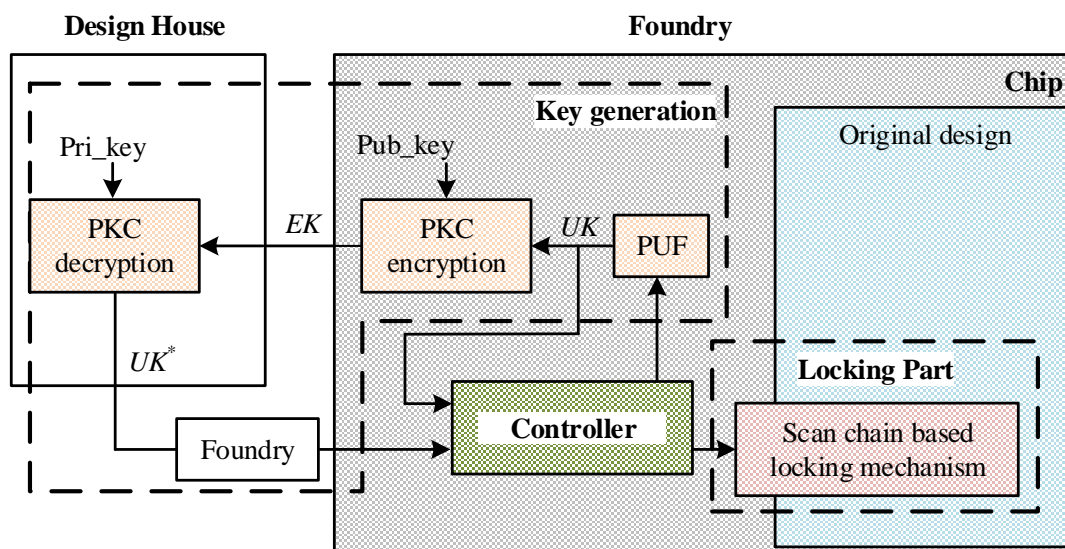 Design House
Foundry
Chip
Key generation
Original design
Pri_key
Pub_key
PKC
decryption
EK
PKC
encryption
UK
PUF
UK*
Locking Part
Foundry
Controller
Scan chain based
locking mechanism